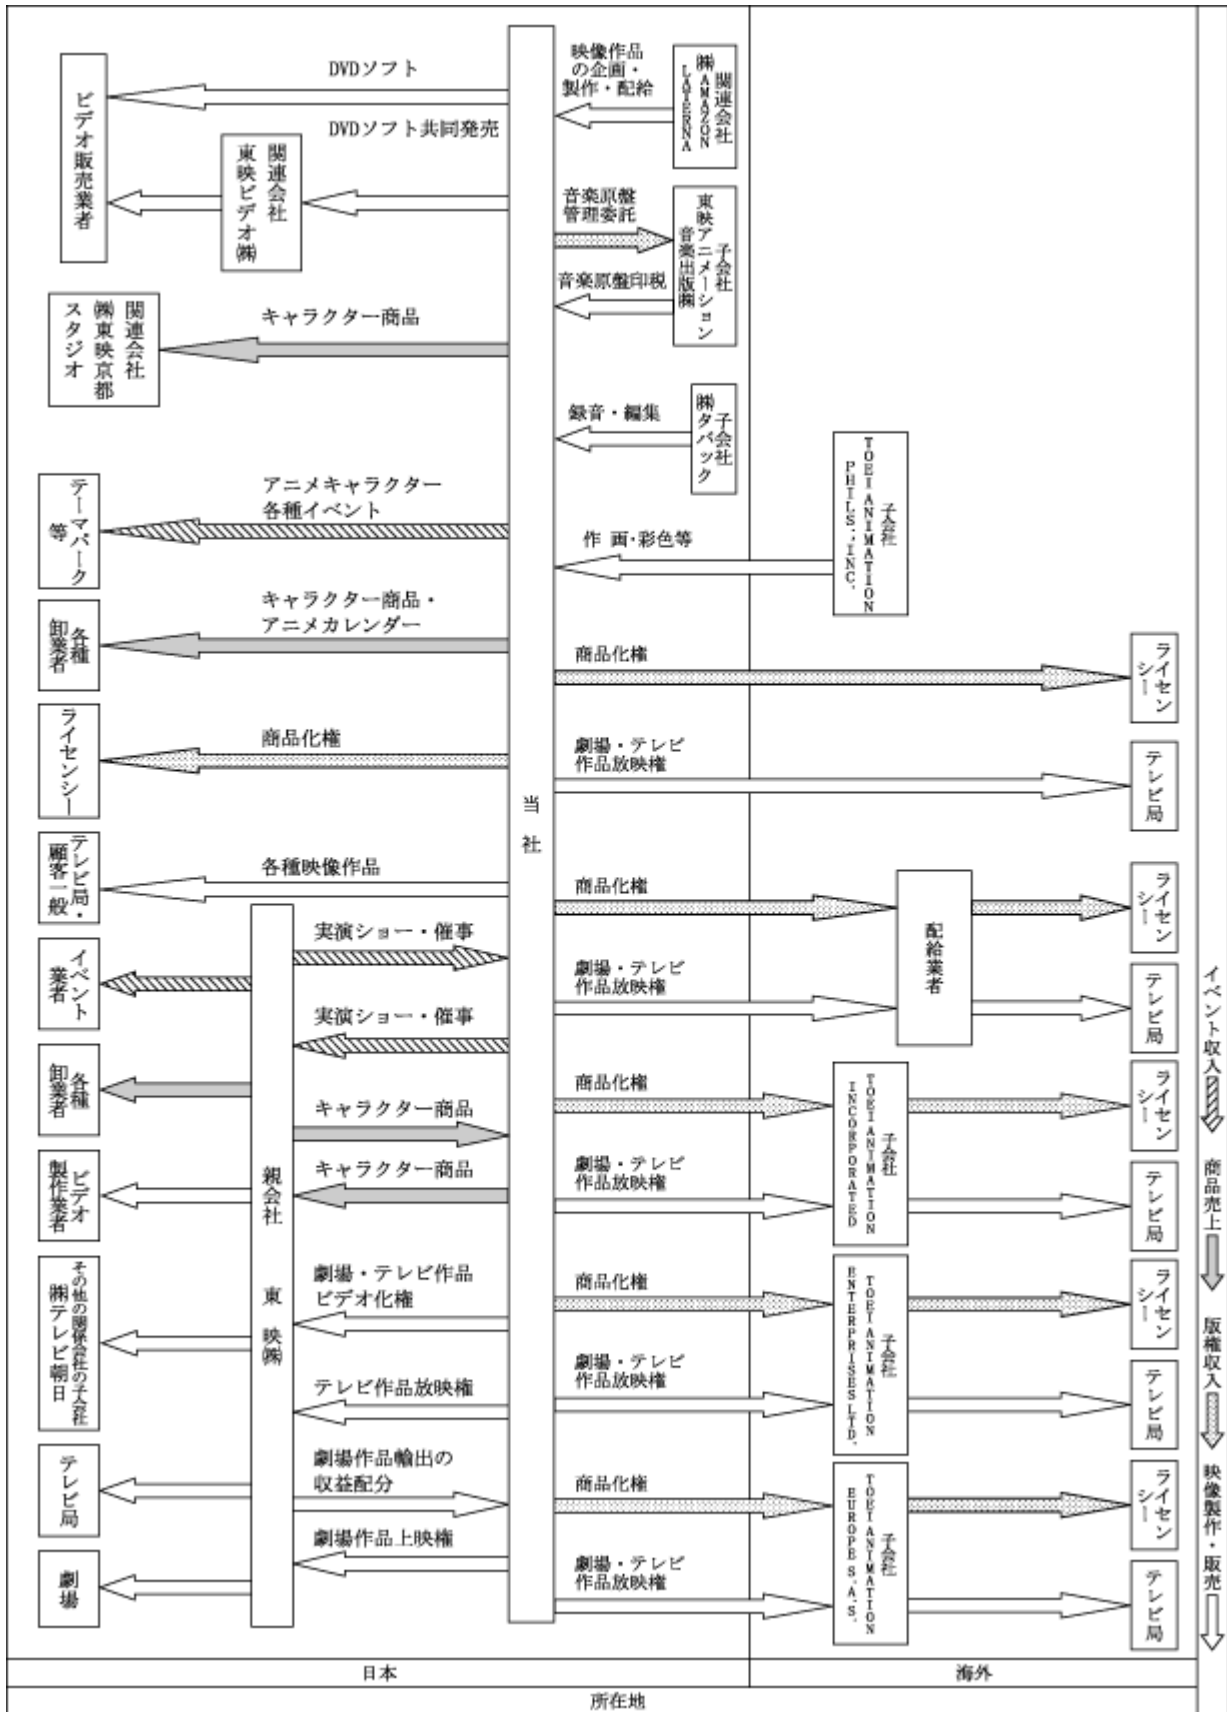 DVDソフト
ビデオ販売業者
DVDソフト共同発売
関連会社
東映ビデオ㈱
関連会社
㈱東映京都
スタジオ
キャラクター商品
テーマパーク
等
アニメキャラクター
各種イベント
各種
卸業者
キャラクター商品・
アニメカレンダー
ライセンシー
商品化権
テレビ局・
顧客一般
各種映像作品
イベント
業者
実演ショー・催事
実演ショー・催事
各種
卸業者
キャラクター商品
ビデオ
製作業者
キャラクター商品
親会社 東映㈱
その他の関係会社の子会社
㈱テレビ朝日
劇場・テレビ作品
ビデオ化権
テレビ作品放映権
テレビ局
劇場作品輸出の
収益配分
劇場
劇場作品上映権
当社
映像作品
の企画・
製作・配給
関連会社
㈱AMAZON
LATERNA
音楽原盤
管理委託
音楽原盤印税
子会社
東映アニメーション
音楽出版㈱
録音・編集
子会社
㈱タバック
作画・彩色等
子会社
TOEI ANIMATION
PHILS., INC.
商品化権
ライセン
シー
劇場・テレビ
作品放映権
テレビ局
商品化権
配給業者
ライセン
シー
劇場・テレビ
作品放映権
テレビ局
商品化権
子会社
TOEI ANIMATION
INCORPORATED
ライセン
シー
劇場・テレビ
作品放映権
テレビ局
商品化権
子会社
TOEI ANIMATION
ENTERPRISES LTD.
ライセン
シー
劇場・テレビ
作品放映権
テレビ局
商品化権
子会社
TOEI ANIMATION
EUROPE S.A.S.
ライセン
シー
劇場・テレビ
作品放映権
テレビ局
イベント収入
商品売上
版権収入
映像製作・販売
日本
海外
所在地